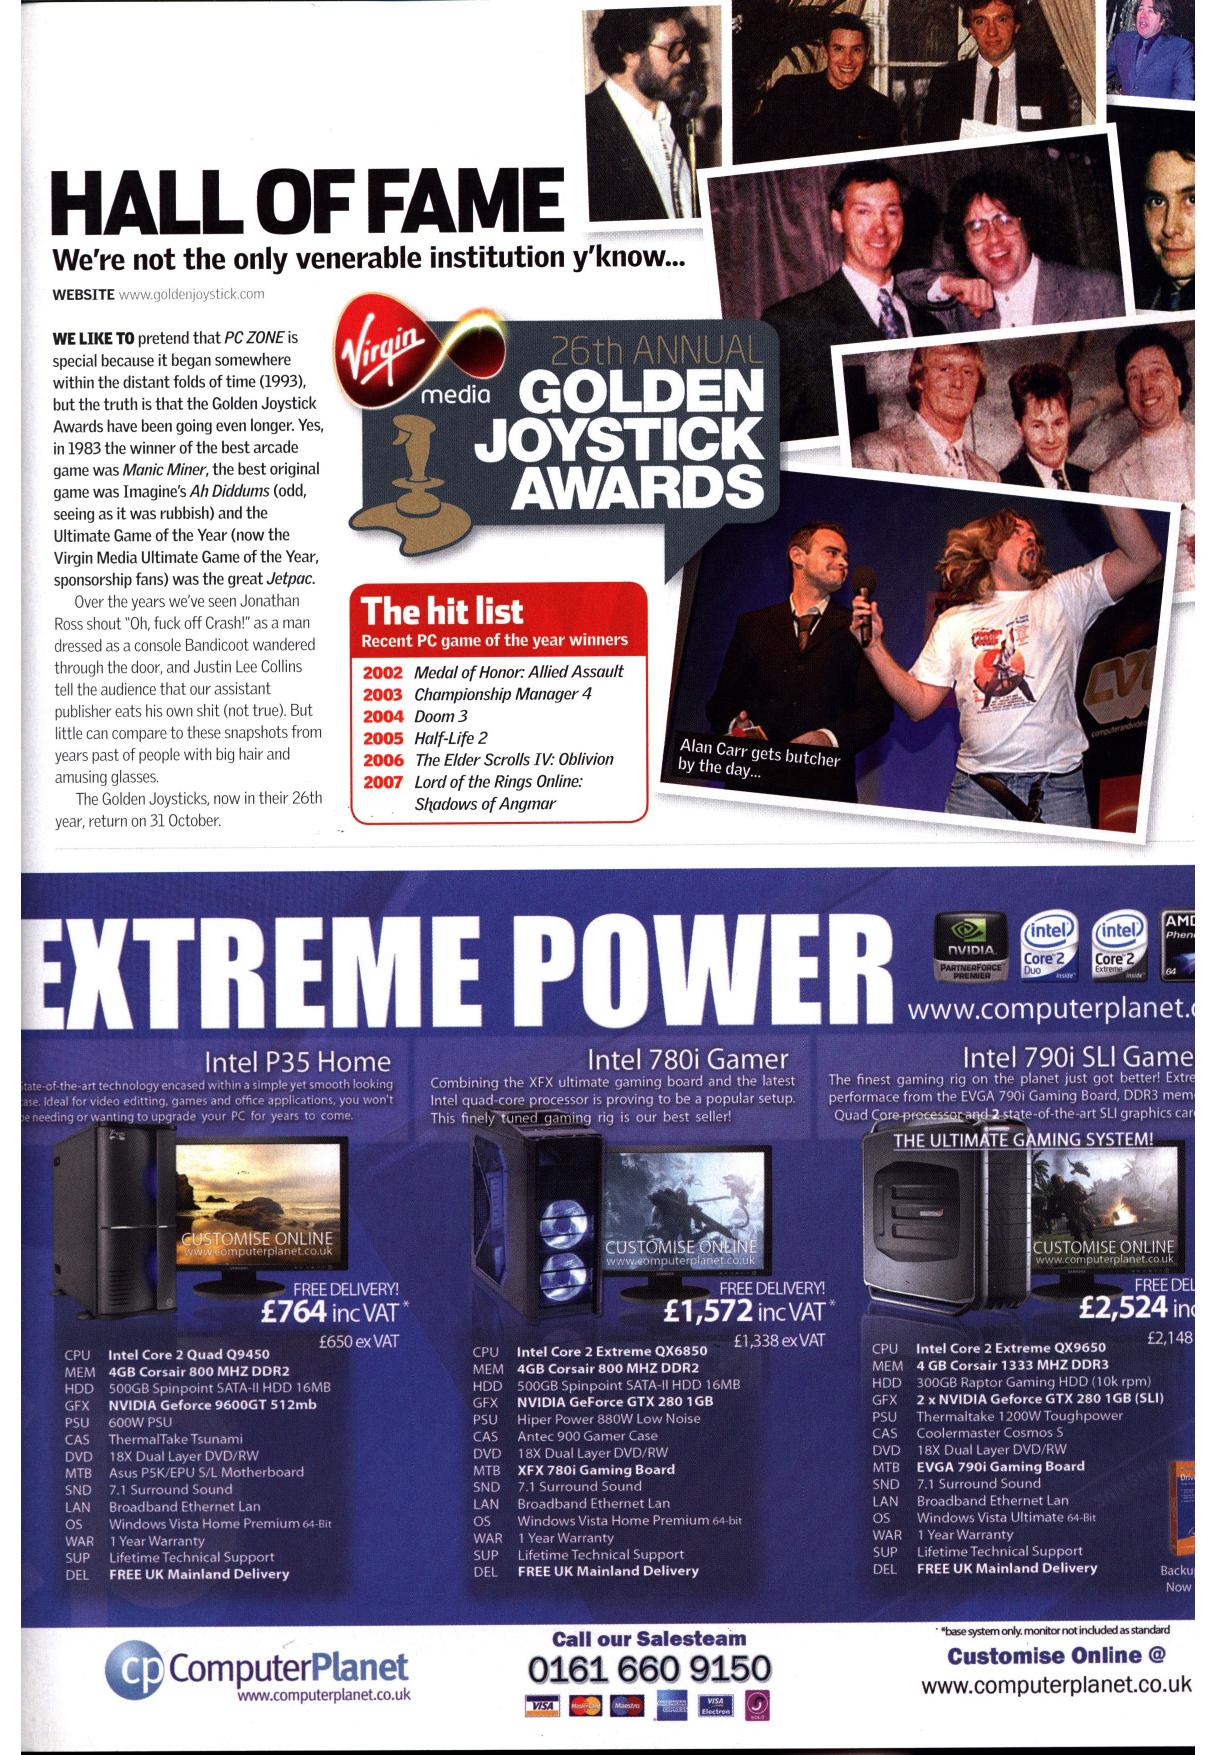 HALL OF FAME
We're not the only venerable institution y'know...
WEBSITE www.goldenjoystick.com
WE LIKE TO pretend that PC ZONE is
special because it began somewhere
within the distant folds of time (1993),
but the truth is that the Golden Joystick
Awards have been going even longer. Yes,
in 1983 the winner of the best arcade
game was Manic Miner, the best original
game was Imagine's Ah Diddums (odd,
seeing as it was rubbish) and the
Ultimate Game of the Year (now the
Virgin Media Ultimate Game of the Year,
sponsorship fans) was the great Jetpac.
Over the years we've seen Jonathan
Ross shout "Oh, fuck off Crash!" as a man
dressed as a console Bandicoot wandered
through the door, and Justin Lee Collins
tell the audience that our assistant
publisher eats his own shit (not true). But
little can compare to these snapshots from
years past of people with big hair and
amusing glasses.
The Golden Joysticks, now in their 26th
year, return on 31 October.
Virgin
media
26th ANNUAL
GOLDEN
JOYSTICK
AWARDS
The hit list
Recent PC game of the year winners
2002 Medal of Honor: Allied Assault
2003 Championship Manager 4
2004 Doom 3
2005 Half-Life 2
2006 The Elder Scrolls IV: Oblivion
2007 Lord of the Rings Online:
Shadows of Angmar
Alan Carr gets butcher
by the day...
EXTREME POWER
NVIDIA.
PARTNERFORCE
PREMIER
intel
Core 2
Duo inside
intel
Core 2
Extreme inside
AMD
Phen
64
www.computerplanet.
Intel P35 Home
tate-of-the-art technology encased within a simple yet smooth looking
ase. Ideal for video editting, games and office applications, you won't
e needing or wanting to upgrade your PC for years to come.
CUSTOMISE ONLINE
www.computerplanet.co.uk
FREE DELIVERY!
£764 inc VAT*
£650 ex VAT
CPU Intel Core 2 Quad Q9450
MEM 4GB Corsair 800 MHZ DDR2
HDD 500GB Spinpoint SATA-II HDD 16MB
GFX NVIDIA Geforce 9600GT 512mb
PSU 600W PSU
CAS ThermalTake Tsunami
DVD 18X Dual Layer DVD/RW
MTB Asus P5K/EPU S/L Motherboard
SND 7.1 Surround Sound
LAN Broadband Ethernet Lan
OS Windows Vista Home Premium 64-Bit
WAR 1 Year Warranty
SUP Lifetime Technical Support
DEL FREE UK Mainland Delivery
Intel 780i Gamer
Combining the XFX ultimate gaming board and the latest
Intel quad-core processor is proving to be a popular setup.
This finely tuned gaming rig is our best seller!
CUSTOMISE ONLINE
www.computerplanet.co.uk
FREE DELIVERY!
£1,572 inc VAT*
£1,338 ex VAT
CPU Intel Core 2 Extreme QX6850
MEM 4GB Corsair 800 MHZ DDR2
HDD 500GB Spinpoint SATA-II HDD 16MB
GFX NVIDIA GeForce GTX 280 1GB
PSU Hiper Power 880W Low Noise
CAS Antec 900 Gamer Case
DVD 18X Dual Layer DVD/RW
MTB XFX 780i Gaming Board
SND 7.1 Surround Sound
LAN Broadband Ethernet Lan
OS Windows Vista Home Premium 64-bit
WAR 1 Year Warranty
SUP Lifetime Technical Support
DEL FREE UK Mainland Delivery
Intel 790i SLI Game
The finest gaming rig on the planet just got better! Extre
performace from the EVGA 790i Gaming Board, DDR3 mem
Quad Core processor and 2 state-of-the-art SLI graphics car
THE ULTIMATE GAMING SYSTEM!
CUSTOMISE ONLINE
www.computerplanet.co.uk
FREE DEL
£2,524 in
£2,148
CPU Intel Core 2 Extreme QX9650
MEM 4 GB Corsair 1333 MHZ DDR3
HDD 300GB Raptor Gaming HDD (10k rpm)
GFX 2 x NVIDIA Geforce GTX 280 1GB (SLI)
PSU Thermaltake 1200W Toughpower
CAS Coolermaster Cosmos S
DVD 18X Dual Layer DVD/RW
MTB EVGA 790i Gaming Board
SND 7.1 Surround Sound
LAN Broadband Ethernet Lan
OS Windows Vista Ultimate 64-Bit
WAR 1 Year Warranty
SUP Lifetime Technical Support
DEL FREE UK Mainland Delivery
Backu
Now
cp ComputerPlanet
www.computerplanet.co.uk
Call our Salesteam
0161 660 9150
VISA MasterCard Maestro AMERICAN EXPRESS VISA Electron SOLO
*base system only. monitor not included as standard
Customise Online @
www.computerplanet.co.uk